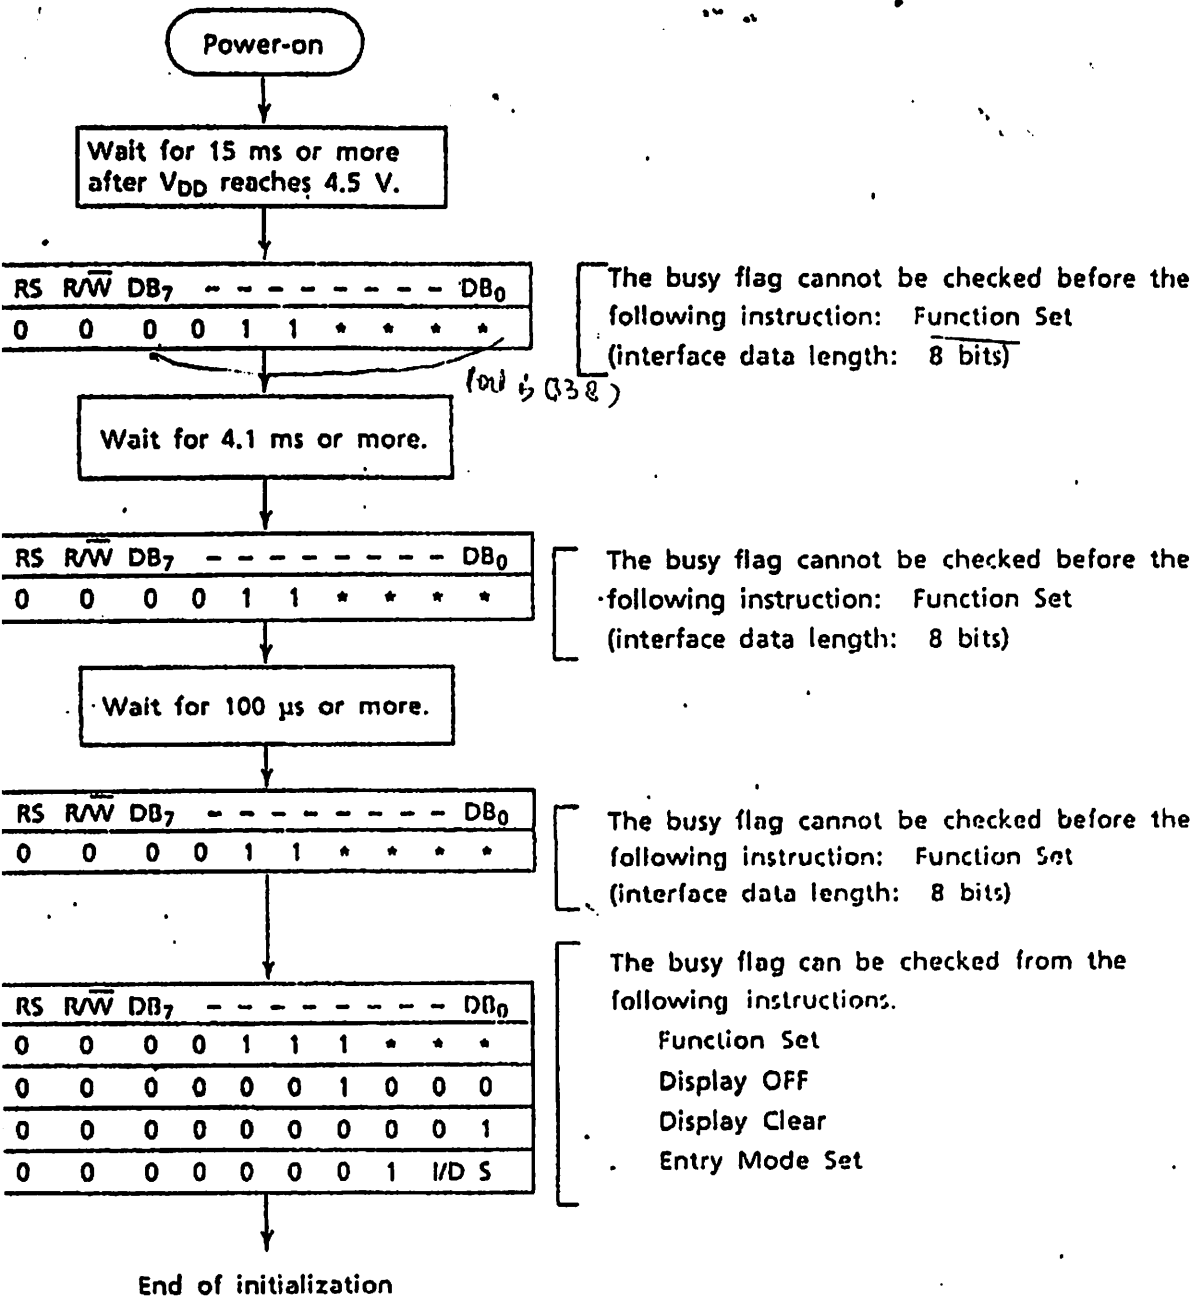 Power-on
Wait for 15 ms or more
after VDD reaches 4.5 V.
RS R/W̅ DB7 - - - - - - - - DB0
0 0 0 0 1 1 * * * *
The busy flag cannot be checked before the
following instruction: Function Set
(interface data length: 8 bits)
Wait for 4.1 ms or more.
RS R/W̅ DB7 - - - - - - - - DB0
0 0 0 0 1 1 * * * *
The busy flag cannot be checked before the
following instruction: Function Set
(interface data length: 8 bits)
Wait for 100 µs or more.
RS R/W̅ DB7 - - - - - - - - DB0
0 0 0 0 1 1 * * * *
The busy flag cannot be checked before the
following instruction: Function Set
(interface data length: 8 bits)
RS R/W̅ DB7 - - - - - - - - DB0
0 0 0 0 1 1 1 * * *
0 0 0 0 0 0 1 0 0 0
0 0 0 0 0 0 0 0 0 1
0 0 0 0 0 0 0 1 I/D S
The busy flag can be checked from the
following instructions.
Function Set
Display OFF
Display Clear
Entry Mode Set
End of initialization